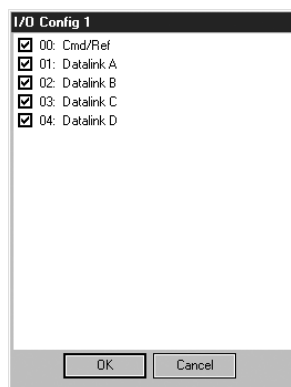 I/O Config 1
00: Cmd/Ref
01: Datalink A
02: Datalink B
03: Datalink C
04: Datalink D
OK Cancel